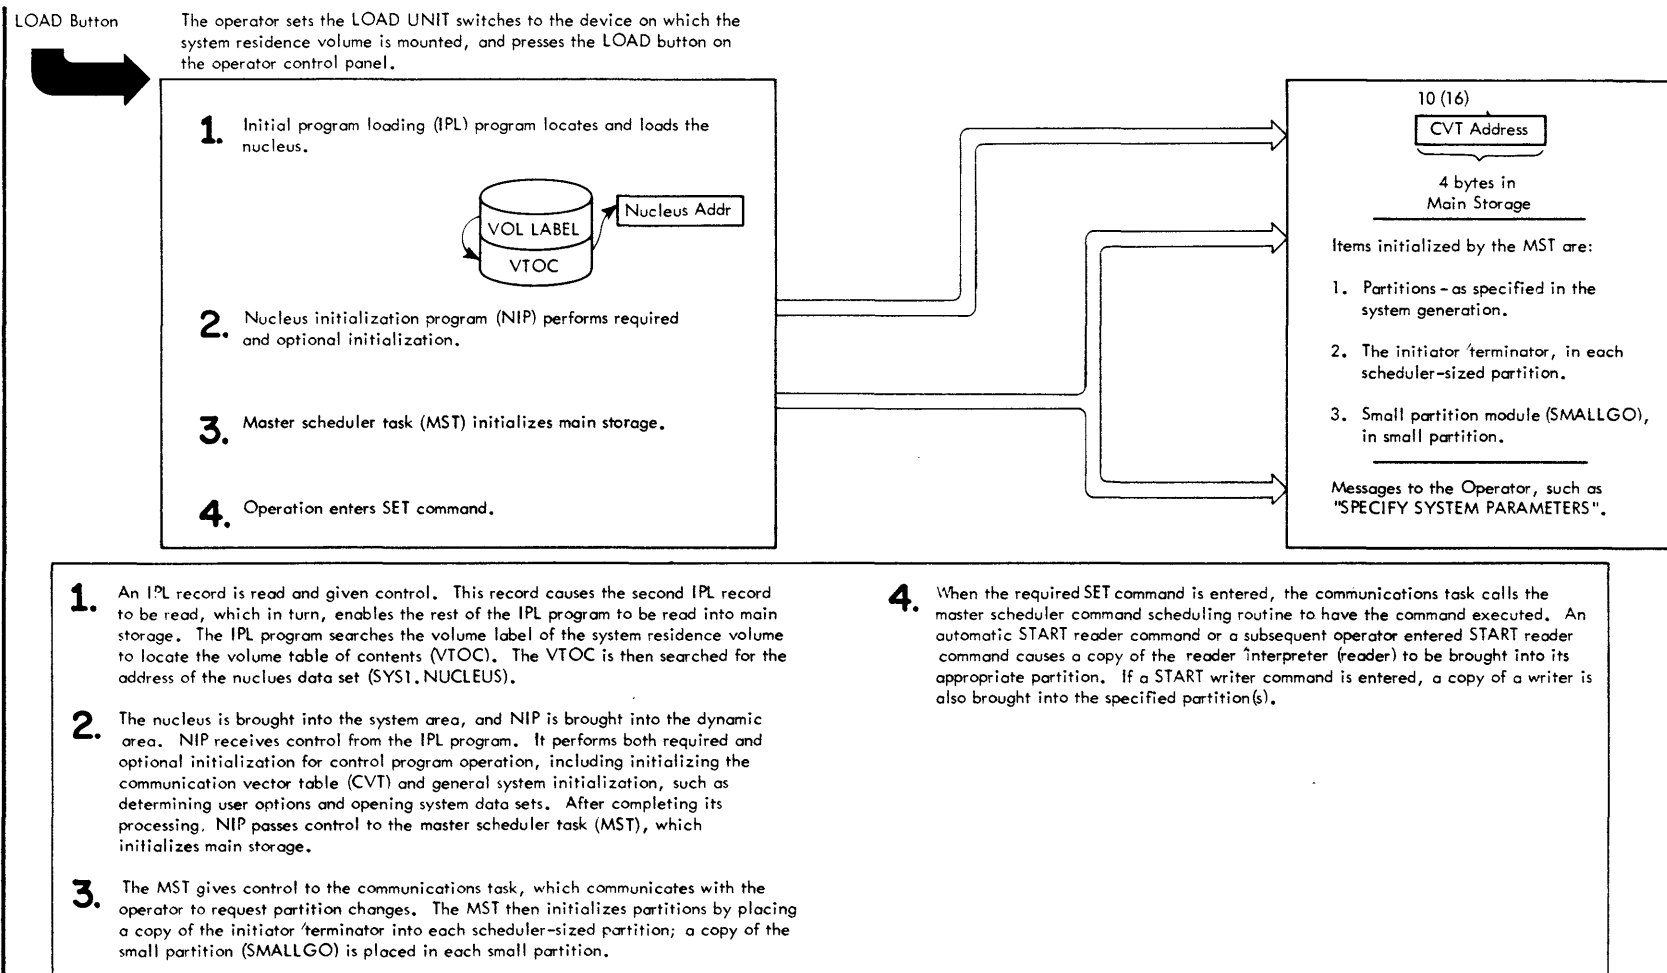 LOAD Button
The operator sets the LOAD UNIT switches to the device on which the
system residence volume is mounted, and presses the LOAD button on
the operator control panel.
1. Initial program loading (IPL) program locates and loads the
nucleus.
VOL LABEL
VTOC
Nucleus Addr
2. Nucleus initialization program (NIP) performs required
and optional initialization.
3. Master scheduler task (MST) initializes main storage.
4. Operation enters SET command.
10 (16)
CVT Address
4 bytes in
Main Storage
Items initialized by the MST are:
1. Partitions - as specified in the
system generation.
2. The initiator/terminator, in each
scheduler-sized partition.
3. Small partition module (SMALLGO),
in small partition.
Messages to the Operator, such as
"SPECIFY SYSTEM PARAMETERS".
1. An IPL record is read and given control. This record causes the second IPL record
to be read, which in turn, enables the rest of the IPL program to be read into main
storage. The IPL program searches the volume label of the system residence volume
to locate the volume table of contents (VTOC). The VTOC is then searched for the
address of the nuclues data set (SYS1.NUCLEUS).
2. The nucleus is brought into the system area, and NIP is brought into the dynamic
area. NIP receives control from the IPL program. It performs both required and
optional initialization for control program operation, including initializing the
communication vector table (CVT) and general system initialization, such as
determining user options and opening system data sets. After completing its
processing, NIP passes control to the master scheduler task (MST), which
initializes main storage.
3. The MST gives control to the communications task, which communicates with the
operator to request partition changes. The MST then initializes partitions by placing
a copy of the initiator/terminator into each scheduler-sized partition; a copy of the
small partition (SMALLGO) is placed in each small partition.
4. When the required SET command is entered, the communications task calls the
master scheduler command scheduling routine to have the command executed. An
automatic START reader command or a subsequent operator entered START reader
command causes a copy of the reader/interpreter (reader) to be brought into its
appropriate partition. If a START writer command is entered, a copy of a writer is
also brought into the specified partition(s).